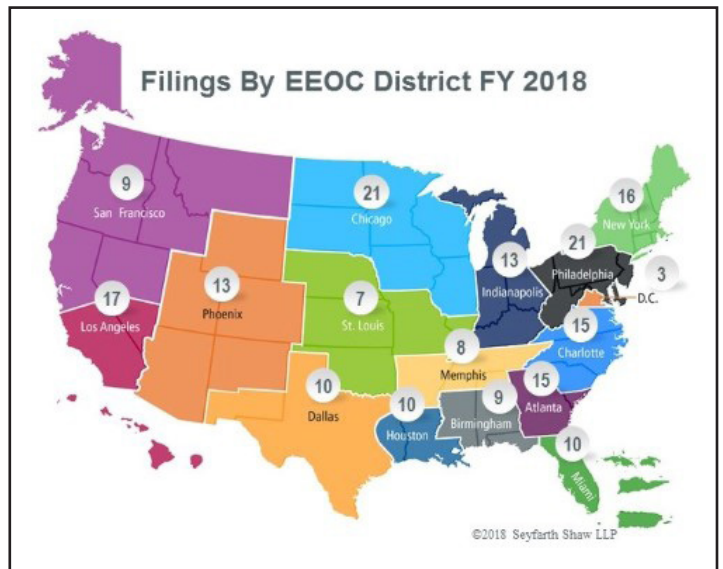 Filings By EEOC District FY 2018
9
San Francisco
21
Chicago
16
New York
17
Los Angeles
13
Phoenix
7
St. Louis
13
Indianapolis
21
Philadelphia
3
D.C.
8
Memphis
15
Charlotte
10
Dallas
10
Houston
9
Birmingham
15
Atlanta
10
Miami
©2018 Seyfarth Shaw LLP